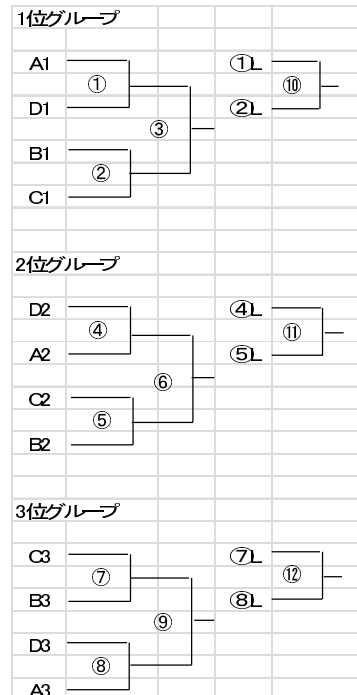 1位グループ
A1 ①L
① ⑩
D1 ②L
③
B1
②
C1
2位グループ
D2 ④L
④ ⑪
A2 ⑤L
⑥
C2
⑤
B2
3位グループ
C3 ⑦L
⑦ ⑫
B3 ⑧L
⑨
D3
⑧
A3